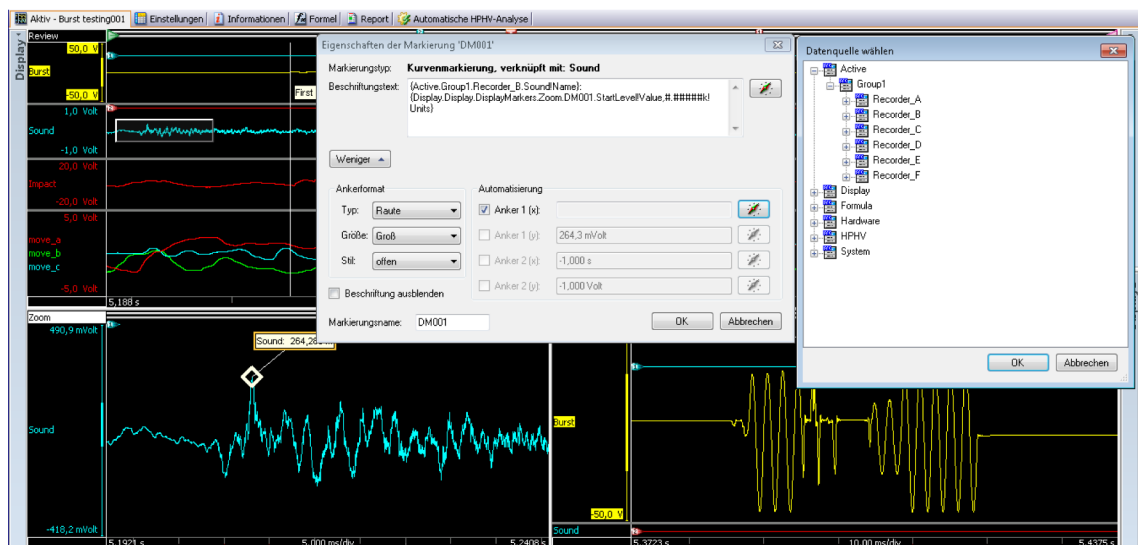 Aktiv - Burst testing001
Einstellungen
Informationen
Formel
Report
Automatische HPHV-Analyse
Display
Review
50,0 V
Burst
-50,0 V
First
1,0 Volt
Sound
-1,0 Volt
20,0 Volt
Impact
-20,0 Volt
5,0 Volt
move_a
move_b
move_c
-5,0 Volt
5,188 s
Eigenschaften der Markierung 'DM001'
Markierungstyp: Kurvenmarkierung, verknüpft mit: Sound
Beschriftungstext: {Active.Group1.Recorder_B.Sound!Name}:
{Display.Display.DisplayMarkers.Zoom.DM001.StartLevel!Value,#.#####k!
Units}
Weniger
Ankerformat
Typ: Raute
Größe: Groß
Stil: offen
Beschriftung ausblenden
Automatisierung
Anker 1 (x):
Anker 1 (y): 264,3 mVolt
Anker 2 (x): -1,000 s
Anker 2 (y): -1,000 Volt
Markierungsname: DM001
OK Abbrechen
Datenquelle wählen
Active
Group1
Recorder_A
Recorder_B
Recorder_C
Recorder_D
Recorder_E
Recorder_F
Display
Formula
Hardware
HPHV
System
OK Abbrechen
Zoom
490,9 mVolt
Sound: 264,28
Sound
-418,2 mVolt
5,1921 s 5,000 ms/div 5,2408 s
Burst
-50,0 V
Sound
5,3723 s 10,00 ms/div 5,4375 s